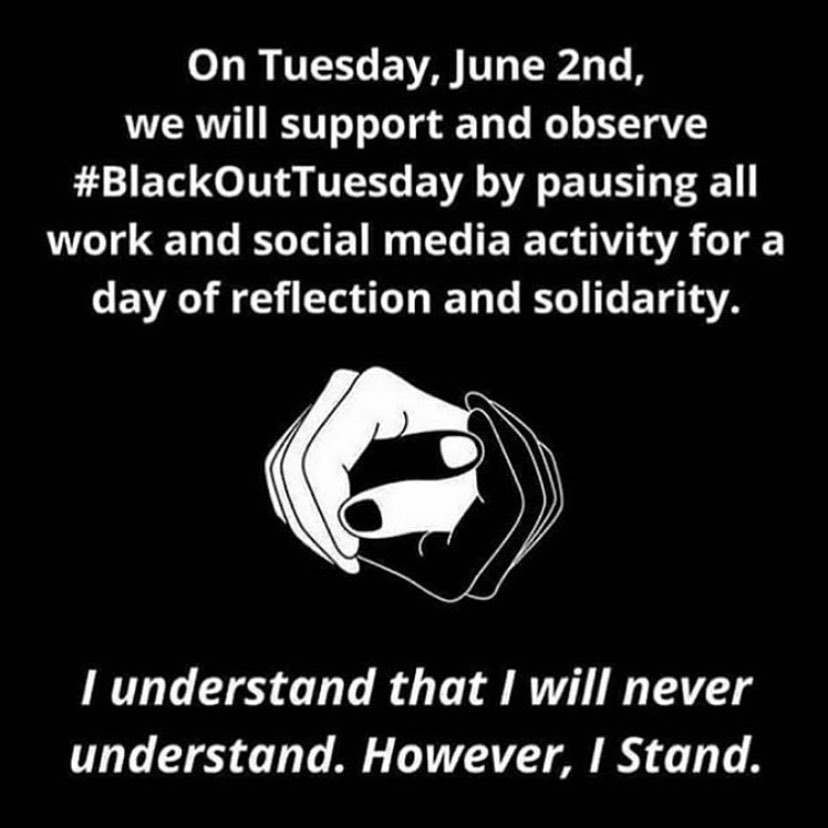 On Tuesday, June 2nd,
we will support and observe
#BlackOutTuesday by pausing all
work and social media activity for a
day of reflection and solidarity.
I understand that I will never
understand. However, I Stand.